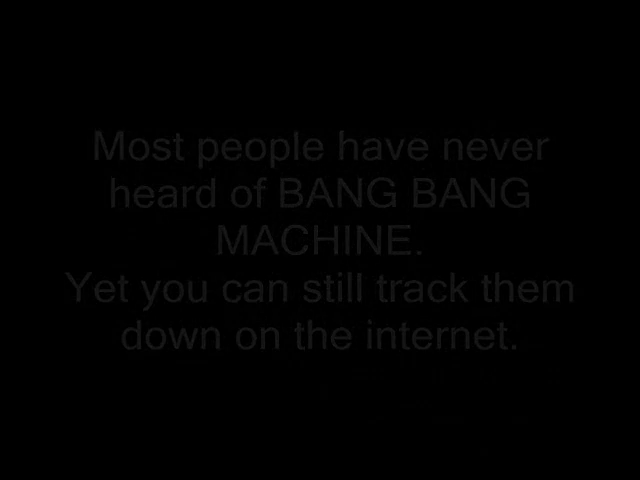 Most people have never
heard of BANG BANG
MACHINE.
Yet you can still track them
down on the internet.